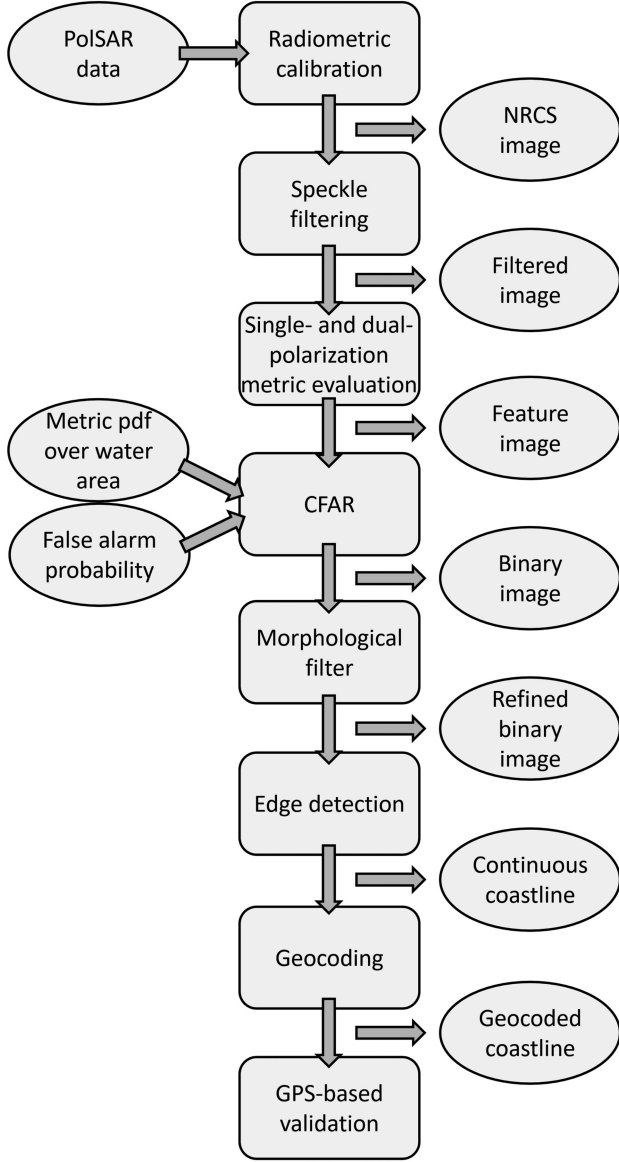 PolSAR
data
Radiometric
calibration
NRCS
image
Speckle
filtering
Filtered
image
Single- and dual-
polarization
metric evaluation
Feature
image
Metric pdf
over water
area
CFAR
False alarm
probability
Binary
image
Morphological
filter
Refined
binary
image
Edge detection
Continuous
coastline
Geocoding
Geocoded
coastline
GPS-based
validation